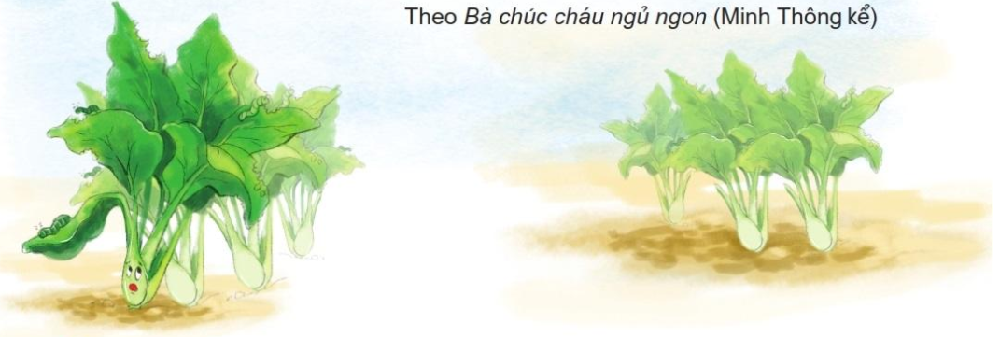 Theo Bà chúc cháu ngủ ngon (Minh Thông kể)